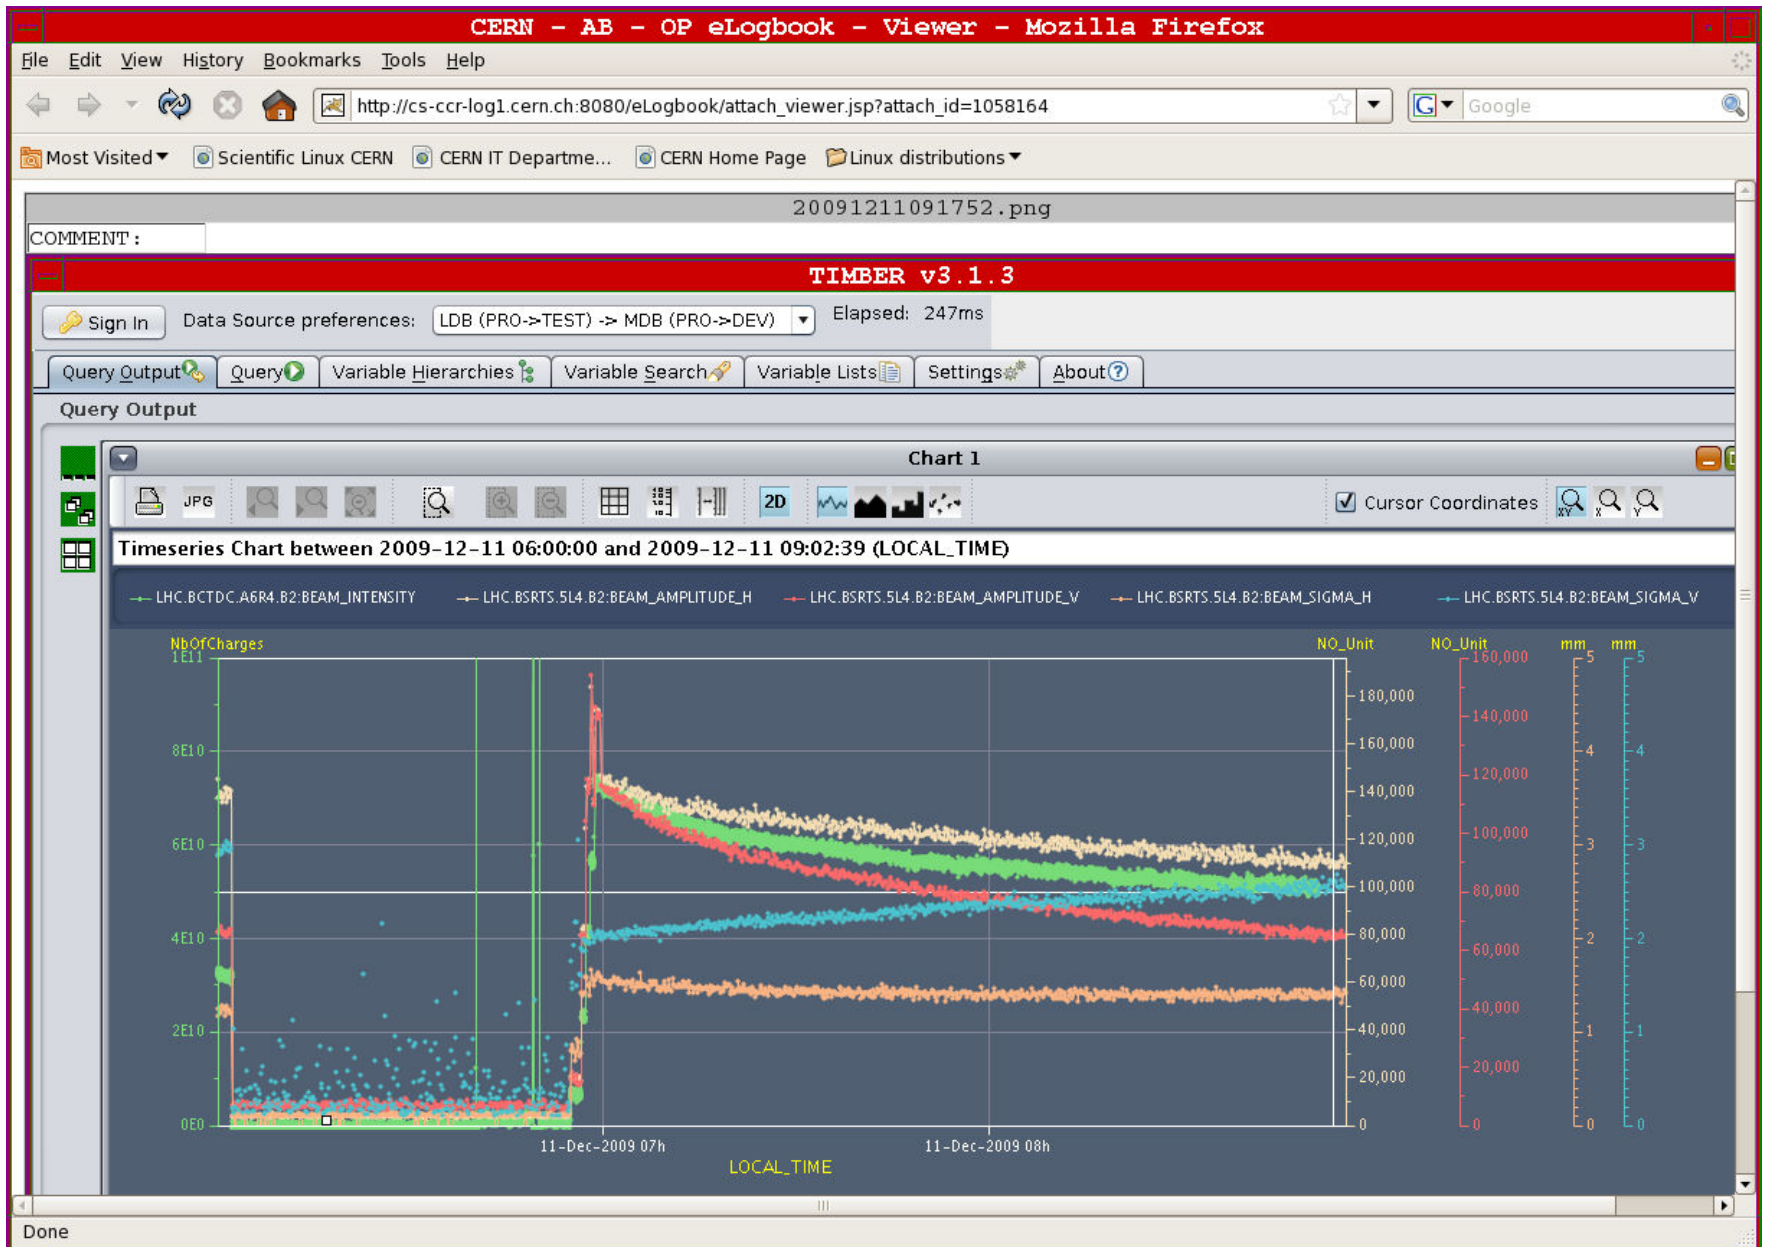 CERN - AB - OP eLogbook - Viewer - Mozilla Firefox
File Edit View History Bookmarks Tools Help
http://cs-ccr-log1.cern.ch:8080/eLogbook/attach_viewer.jsp?attach_id=1058164 G Google
Most Visited Scientific Linux CERN CERN IT Departme... CERN Home Page Linux distributions
20091211091752.png
COMMENT:
TIMBER v3.1.3
Sign In Data Source preferences: LDB (PRO->TEST) -> MDB (PRO->DEV) Elapsed: 247ms
Query Output Query Variable Hierarchies Variable Search Variable Lists Settings About
Query Output
Chart 1
JPG 2D Cursor Coordinates XY X Y
Timeseries Chart between 2009-12-11 06:00:00 and 2009-12-11 09:02:39 (LOCAL_TIME)
LHC.BCTDC.A6R4.B2:BEAM_INTENSITY LHC.BSRTS.5L4.B2:BEAM_AMPLITUDE_H LHC.BSRTS.5L4.B2:BEAM_AMPLITUDE_V LHC.BSRTS.5L4.B2:BEAM_SIGMA_H LHC.BSRTS.5L4.B2:BEAM_SIGMA_V
NbOfCharges NO_Unit NO_Unit mm mm
1E11 160,000 5 5
180,000
140,000
8E10 160,000 4 4
120,000
140,000
100,000
6E10 120,000 3 3
100,000 80,000
4E10 80,000 2 2
60,000
60,000
40,000
2E10 40,000 1 1
20,000
20,000
0E0 0 0 0 0
11-Dec-2009 07h 11-Dec-2009 08h
LOCAL_TIME
Done